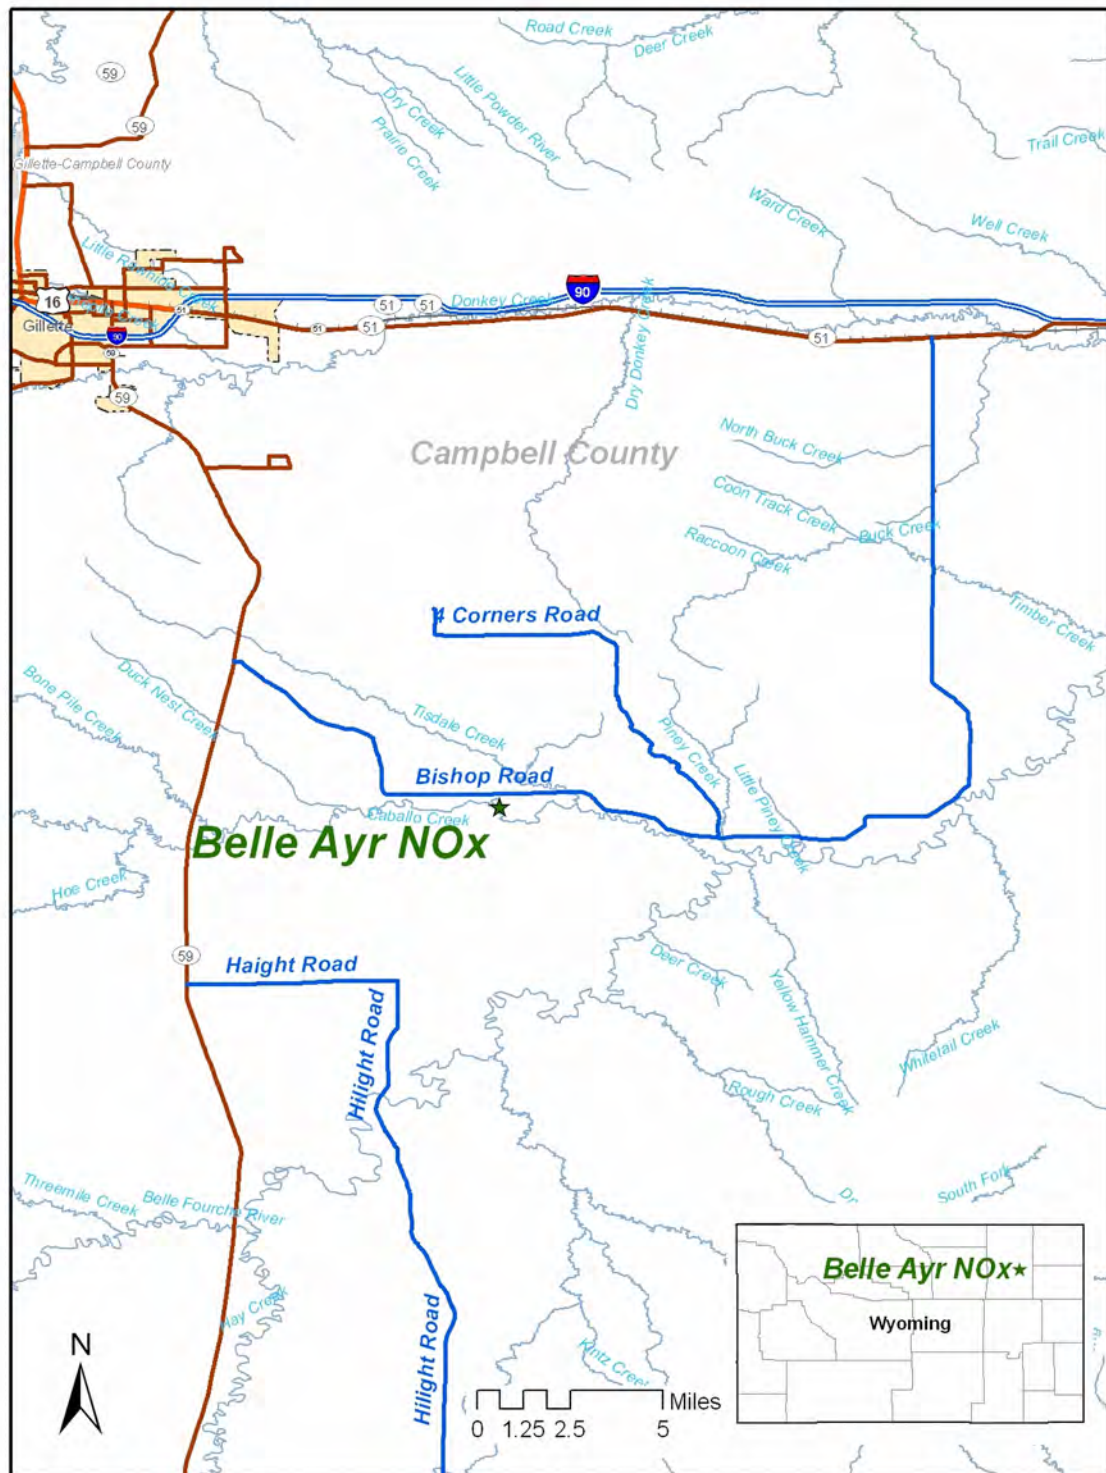 Road Creek
Deer Creek
59
Little Powder River
Dry Creek
59
Prairie Creek
Trail Creek
Gillette-Campbell County
Ward Creek
Well Creek
Little Rawhide Creek
16
51
51
51
Donkey Creek
90
Gillette
90
51
51
51
59
Dry Donkey Creek
59
Campbell County
North Buck Creek
Coon Track Creek
Buck Creek
Raccoon Creek
4 Corners Road
Timber Creek
Bone Pile Creek
Duck Nest Creek
Tisdale Creek
Piney Creek
Bishop Road
Little Piney Creek
Caballo Creek
Belle Ayr NOx
Hoe Creek
59
Haight Road
Deer Creek
Yellow Hammer Creek
Hilight Road
Whitetail Creek
Rough Creek
Threemile Creek
Belle Fourche River
Dr
South Fork
Hay Creek
Belle Ayr NOx
Wyoming
Hilight Road
Kintz Creek
N
Miles
0 1.25 2.5 5